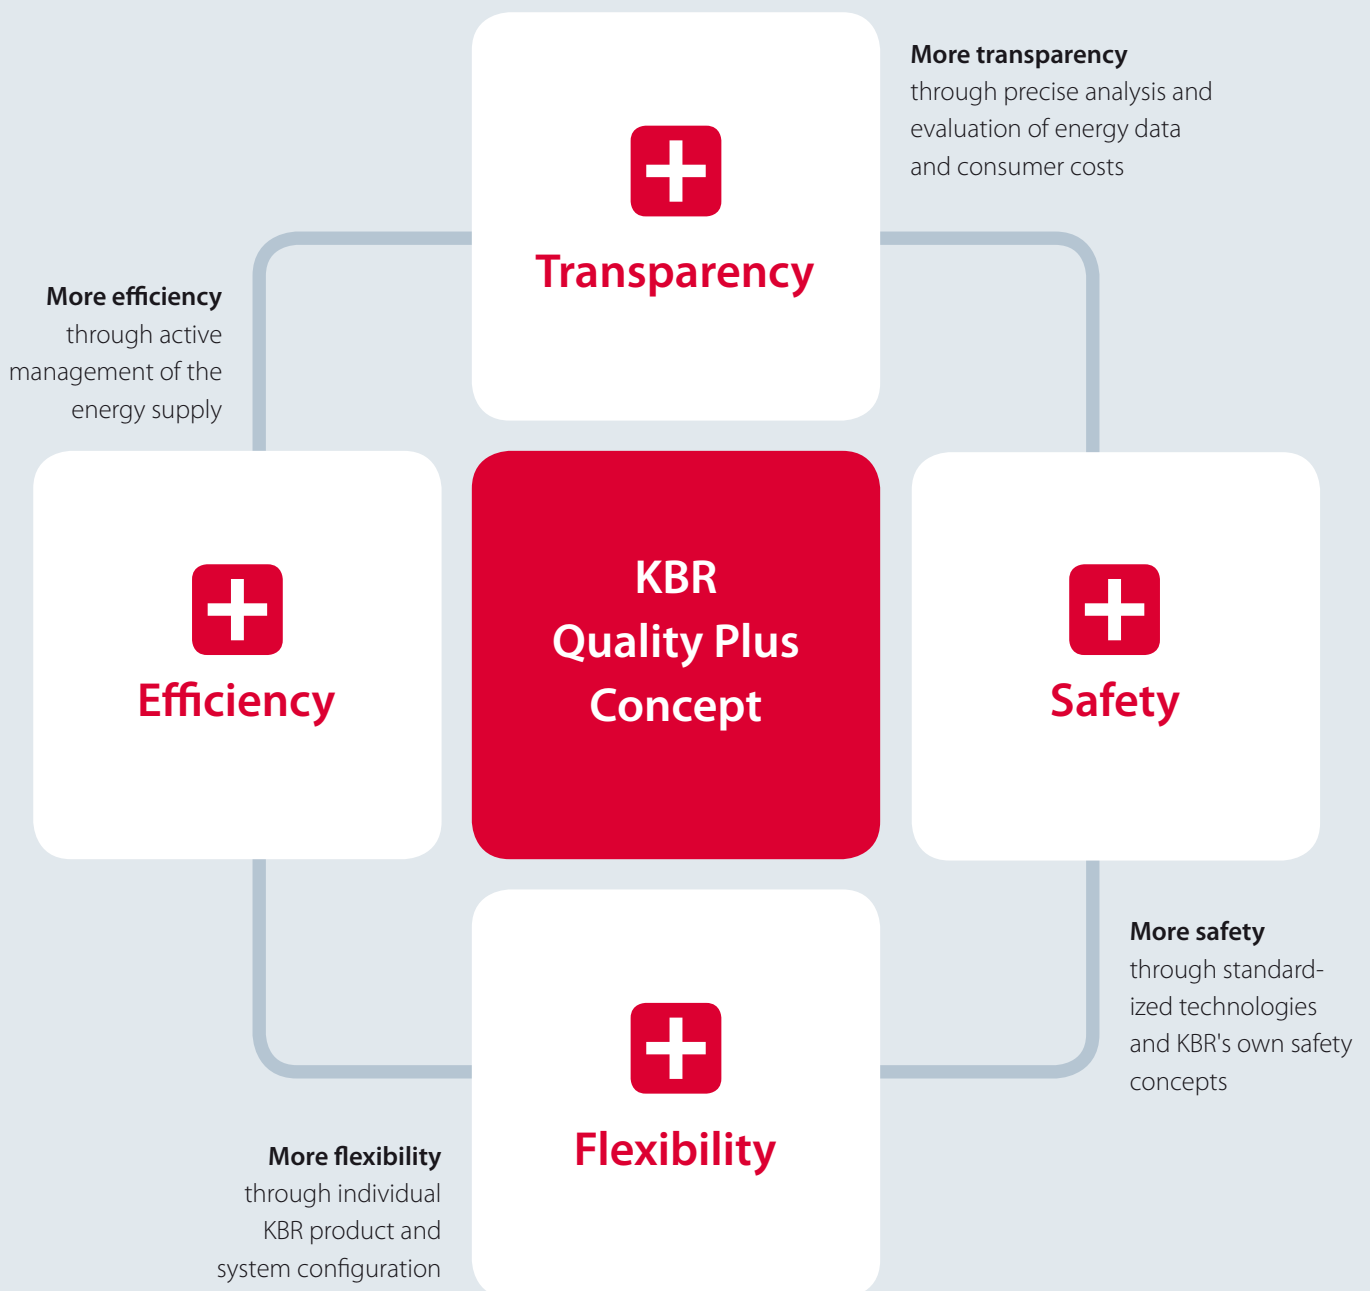 More transparency
through precise analysis and
evaluation of energy data
and consumer costs
Transparency
More efficiency
through active
management of the
energy supply
Efficiency
KBR
Quality Plus
Concept
Safety
More safety
through standard-
ized technologies
and KBR's own safety
concepts
Flexibility
More flexibility
through individual
KBR product and
system configuration